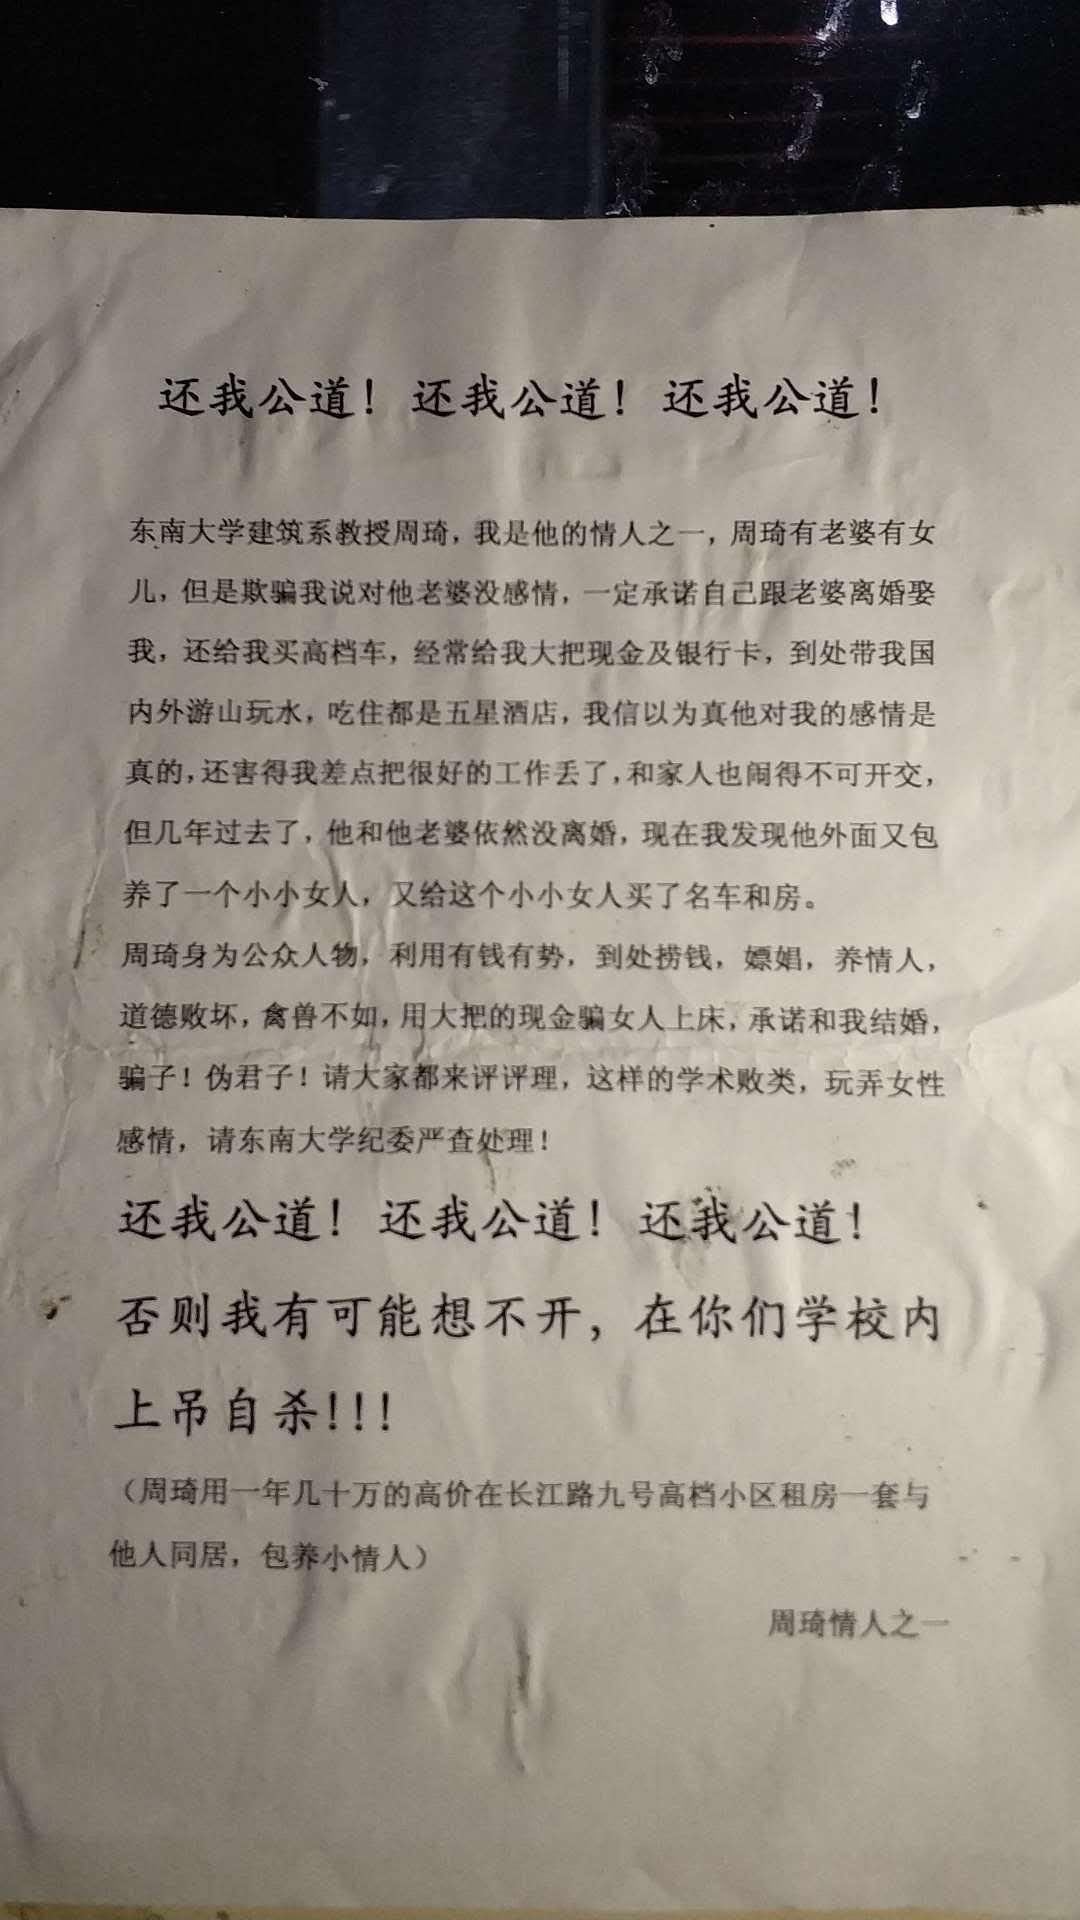 还我公道！还我公道！还我公道！
东南大学建筑系教授周琦，我是他的情人之一，周琦有老婆有女
儿，但是欺骗我说对他老婆没感情，一定承诺自己跟老婆离婚娶
我，还给我买高档车，经常给我大把现金及银行卡，到处带我国
内外游山玩水，吃住都是五星酒店，我信以为真他对我的感情是
真的，还害得我差点把很好的工作丢了，和家人也闹得不可开交，
但几年过去了，他和他老婆依然没离婚，现在我发现他外面又包
养了一个小小女人，又给这个小小女人买了名车和房。
周琦身为公众人物，利用有钱有势，到处捞钱，嫖娼，养情人，
道德败坏，禽兽不如，用大把的现金骗女人上床，承诺和我结婚，
骗子！伪君子！请大家都来评评理，这样的学术败类，玩弄女性
感情，请东南大学纪委严查处理！
还我公道！还我公道！还我公道！
否则我有可能想不开，在你们学校内
上吊自杀!!!
（周琦用一年几十万的高价在长江路九号高档小区租房一套与
他人同居，包养小情人）
周琦情人之一